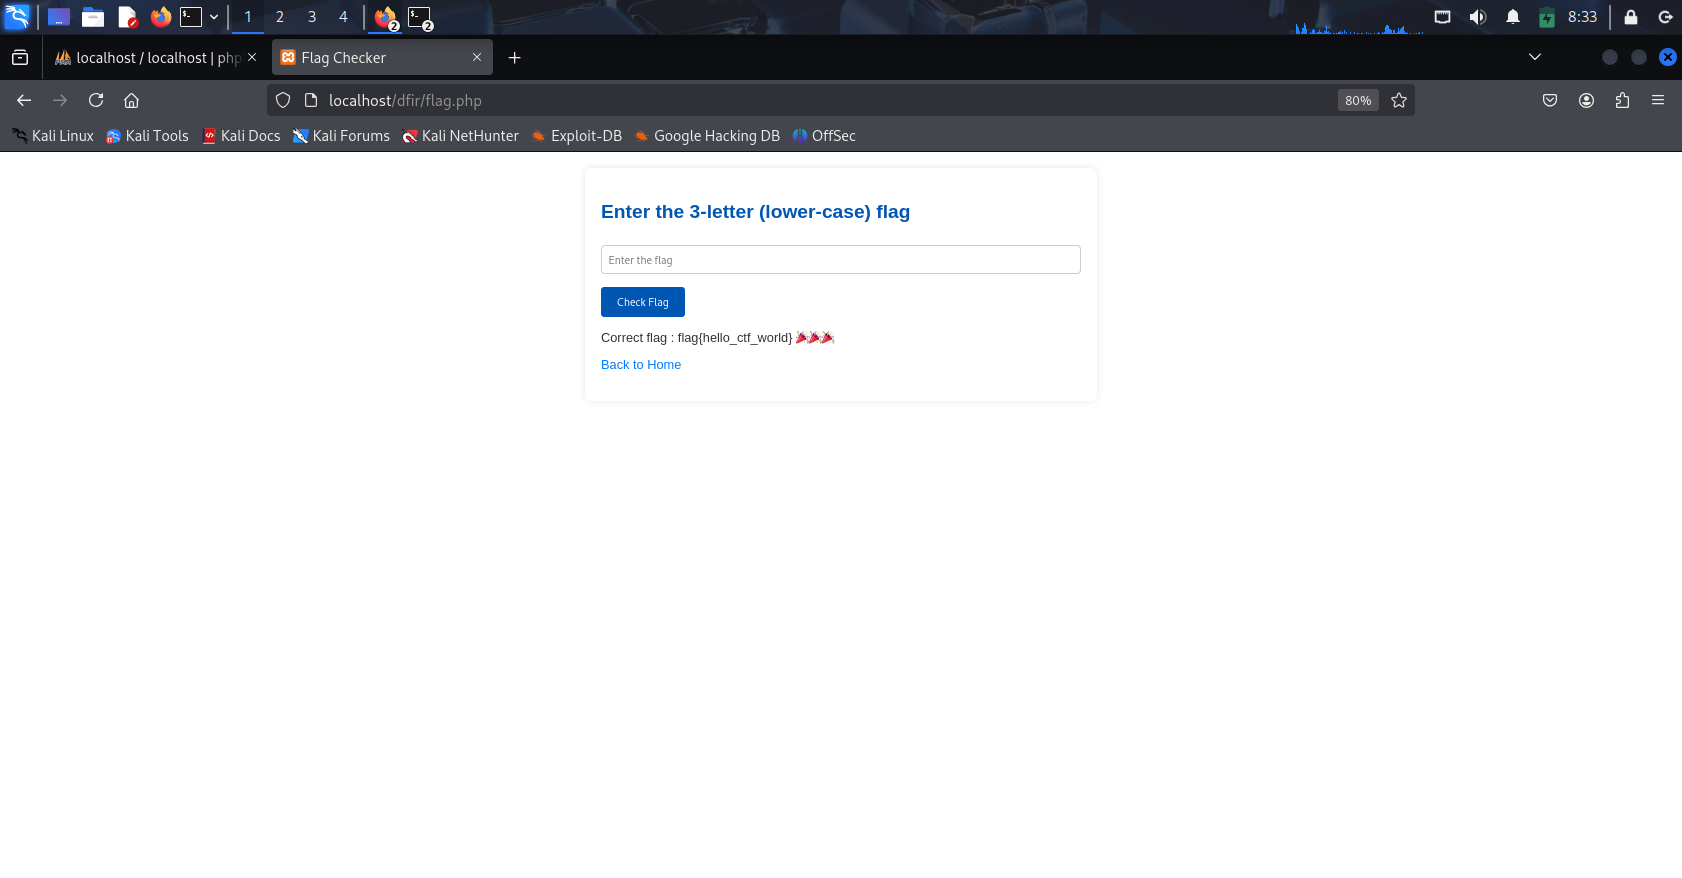 1 2 3 4 2 2 8:33
localhost / localhost | php Flag Checker
localhost/dfir/flag.php 80%
Kali Linux Kali Tools Kali Docs Kali Forums Kali NetHunter Exploit-DB Google Hacking DB OffSec
Enter the 3-letter (lower-case) flag
Enter the flag
Check Flag
Correct flag : flag{hello_ctf_world} 🎉🎉🎉
Back to Home